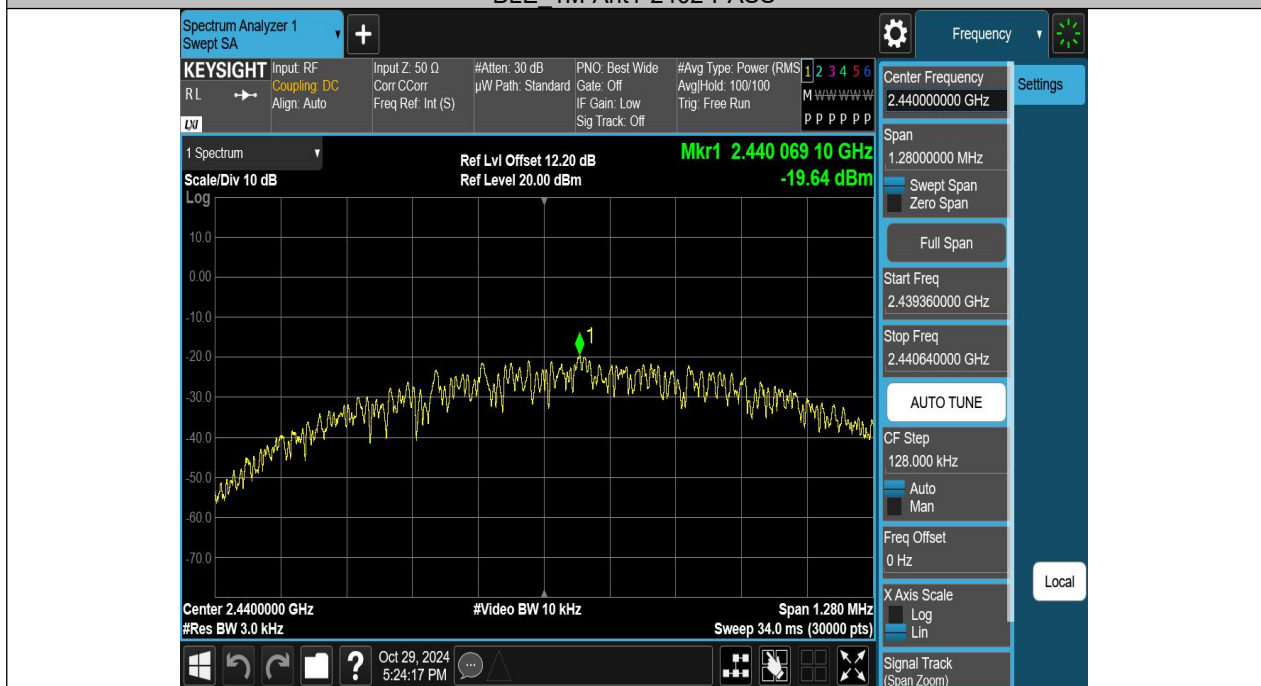 Spectrum Analyzer 1
Swept SA
Frequency
KEYSIGHT
RL
LXI
Input: RF
Coupling: DC
Align: Auto
Input Z: 50 Ω
Corr CCorr
Freq Ref: Int (S)
#Atten: 30 dB
µW Path: Standard
PNO: Best Wide
Gate: Off
IF Gain: Low
Sig Track: Off
#Avg Type: Power (RMS
Avg|Hold: 100/100
Trig: Free Run
1 2 3 4 5 6
M W W W W W
P P P P P P
1 Spectrum
Scale/Div 10 dB
Log
Ref Lvl Offset 12.20 dB
Ref Level 20.00 dBm
Mkr1 2.440 069 10 GHz
-19.64 dBm
10.0
0.00
-10.0
1
-20.0
-30.0
-40.0
-50.0
-60.0
-70.0
Center 2.4400000 GHz
#Res BW 3.0 kHz
#Video BW 10 kHz
Span 1.280 MHz
Sweep 34.0 ms (30000 pts)
?
Oct 29, 2024
5:24:17 PM
Center Frequency
2.440000000 GHz
Settings
Span
1.28000000 MHz
Swept Span
Zero Span
Full Span
Start Freq
2.439360000 GHz
Stop Freq
2.440640000 GHz
AUTO TUNE
CF Step
128.000 kHz
Auto
Man
Freq Offset
0 Hz
X Axis Scale
Log
Lin
Local
Signal Track
(Span Zoom)